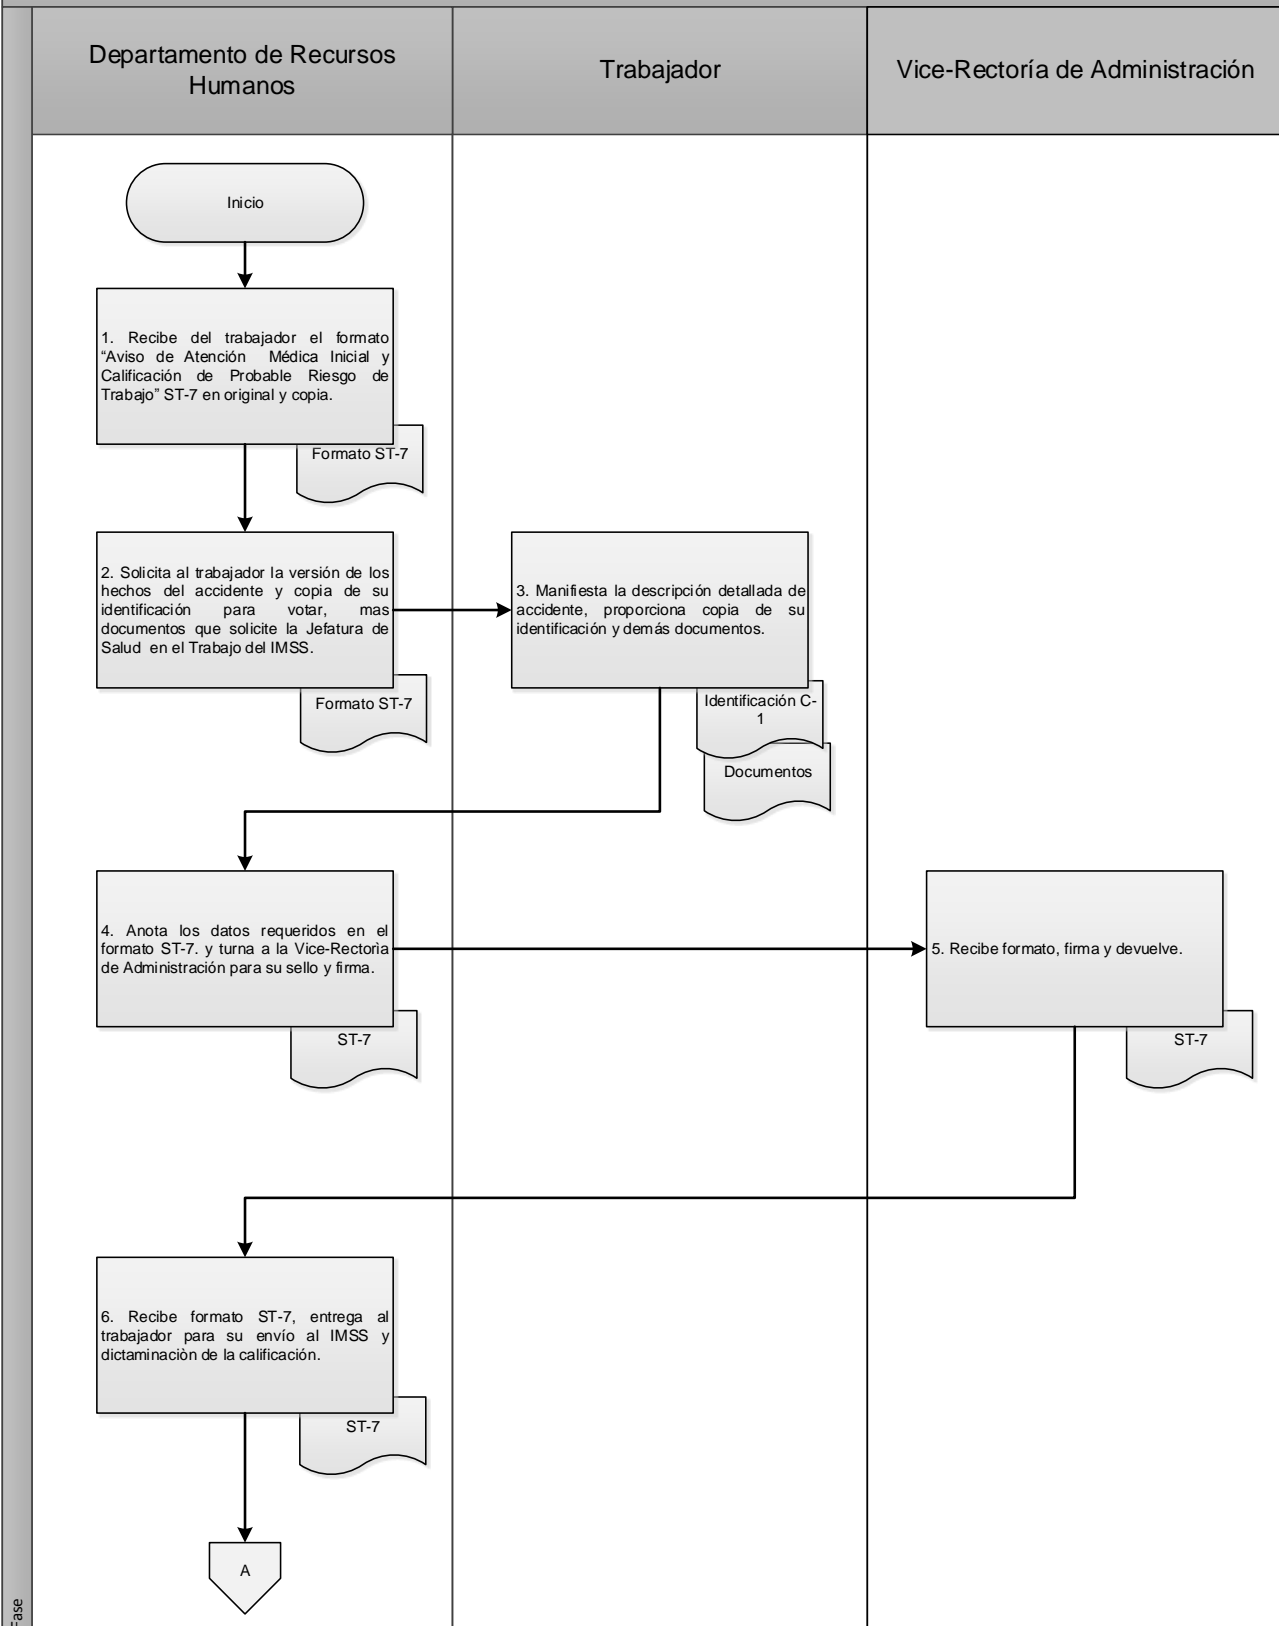 Departamento de Recursos
Humanos
Trabajador
Vice-Rectoría de Administración
Inicio
1. Recibe del trabajador el formato
“Aviso de Atención Médica Inicial y
Calificación de Probable Riesgo de
Trabajo” ST-7 en original y copia.
Formato ST-7
2. Solicita al trabajador la versión de los
hechos del accidente y copia de su
identificación para votar, mas
documentos que solicite la Jefatura de
Salud en el Trabajo del IMSS.
Formato ST-7
3. Manifiesta la descripción detallada de
accidente, proporciona copia de su
identificación y demás documentos.
Identificación C-
1
Documentos
4. Anota los datos requeridos en el
formato ST-7. y turna a la Vice-Rectorìa
de Administración para su sello y firma.
ST-7
5. Recibe formato, firma y devuelve.
ST-7
6. Recibe formato ST-7, entrega al
trabajador para su envío al IMSS y
dictaminaciòn de la calificación.
ST-7
A
Fase